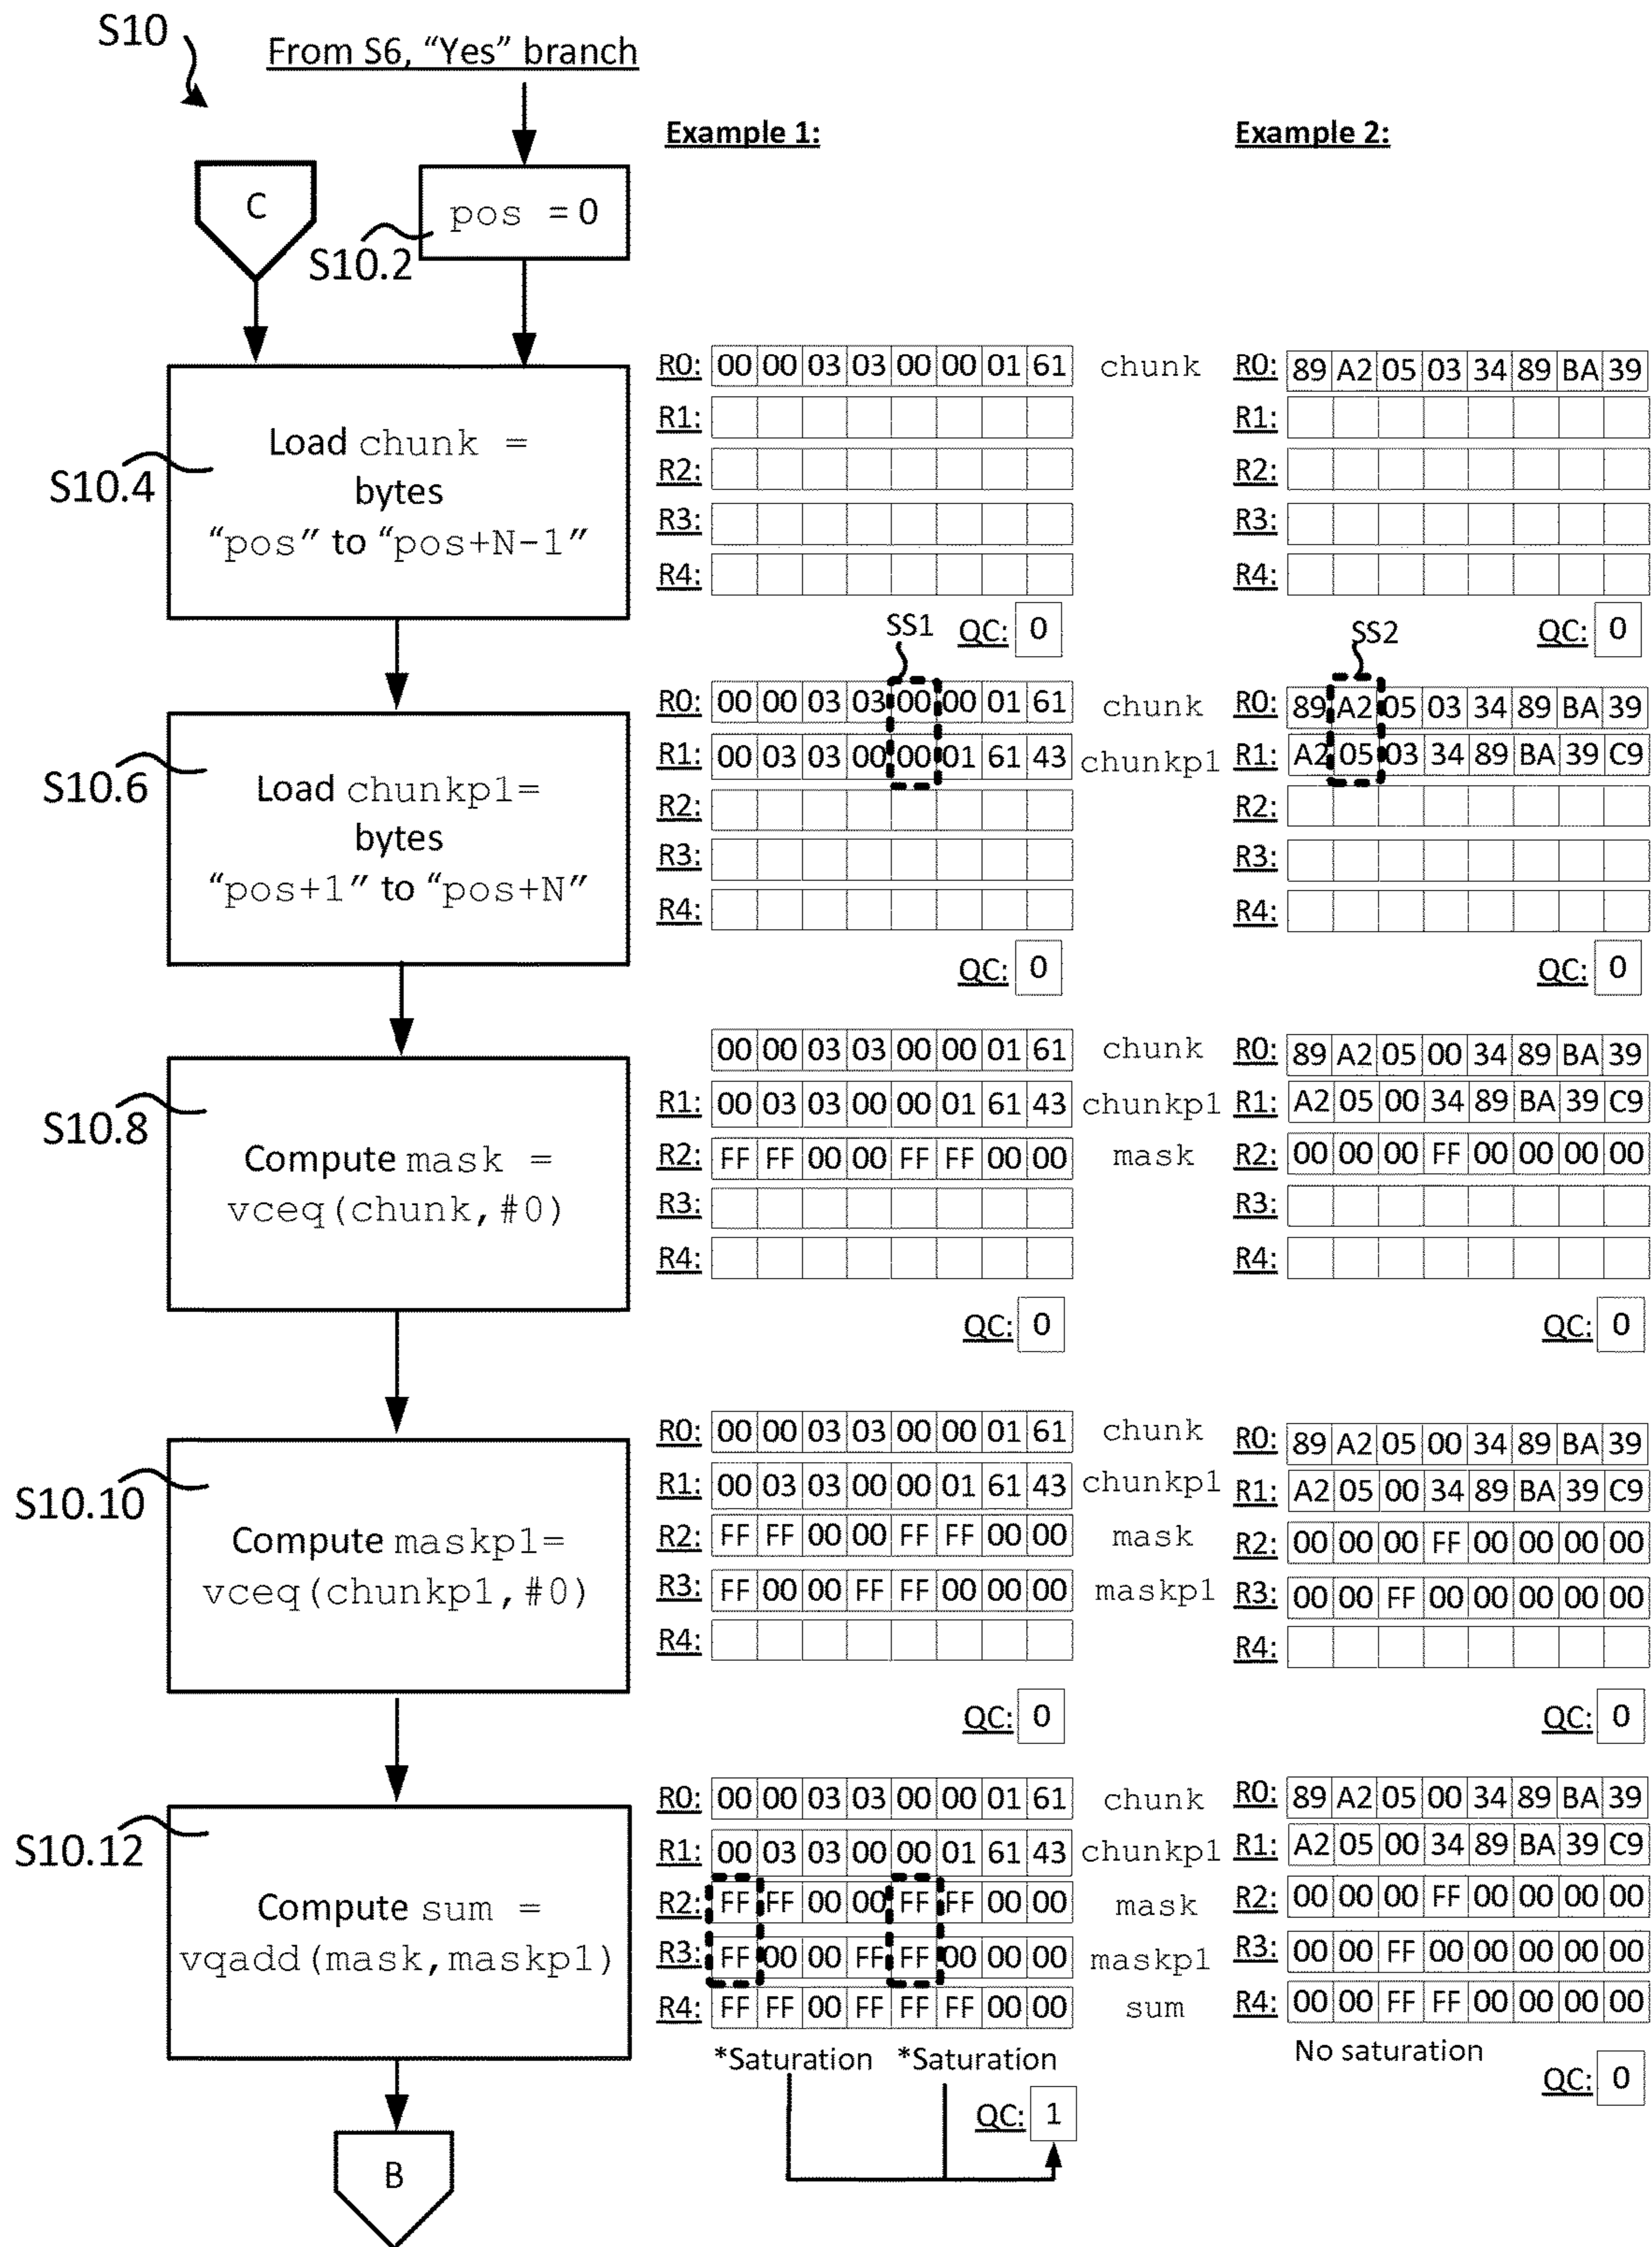 S10
From S6, “Yes” branch
Example 1:
Example 2:
C
pos = 0
S10.2
S10.4
Load chunk =
bytes
“pos” to “pos+N-1”
R0: 00 00 03 03 00 00 01 61 chunk
R1:
R2:
R3:
R4:
QC: 0
R0: 89 A2 05 03 34 89 BA 39
R1:
R2:
R3:
R4:
QC: 0
S10.6
Load chunkp1=
bytes
“pos+1” to “pos+N”
SS1
R0: 00 00 03 03 00 00 01 61 chunk
R1: 00 03 03 00 00 01 61 43 chunkp1
R2:
R3:
R4:
QC: 0
SS2
R0: 89 A2 05 03 34 89 BA 39
R1: A2 05 03 34 89 BA 39 C9
R2:
R3:
R4:
QC: 0
S10.8
Compute mask =
vceq(chunk,#0)
00 00 03 03 00 00 01 61 chunk
R1: 00 03 03 00 00 01 61 43 chunkp1
R2: FF FF 00 00 FF FF 00 00 mask
R3:
R4:
QC: 0
R0: 89 A2 05 00 34 89 BA 39
R1: A2 05 00 34 89 BA 39 C9
R2: 00 00 00 FF 00 00 00 00
R3:
R4:
QC: 0
S10.10
Compute maskp1=
vceq(chunkp1,#0)
R0: 00 00 03 03 00 00 01 61 chunk
R1: 00 03 03 00 00 01 61 43 chunkp1
R2: FF FF 00 00 FF FF 00 00 mask
R3: FF 00 00 FF FF 00 00 00 maskp1
R4:
QC: 0
R0: 89 A2 05 00 34 89 BA 39
R1: A2 05 00 34 89 BA 39 C9
R2: 00 00 00 FF 00 00 00 00
R3: 00 00 FF 00 00 00 00 00
R4:
QC: 0
S10.12
Compute sum =
vqadd(mask,maskp1)
R0: 00 00 03 03 00 00 01 61 chunk
R1: 00 03 03 00 00 01 61 43 chunkp1
R2: FF FF 00 00 FF FF 00 00 mask
R3: FF 00 00 FF FF 00 00 00 maskp1
R4: FF FF 00 FF FF FF 00 00 sum
*Saturation *Saturation
QC: 1
R0: 89 A2 05 00 34 89 BA 39
R1: A2 05 00 34 89 BA 39 C9
R2: 00 00 00 FF 00 00 00 00
R3: 00 00 FF 00 00 00 00 00
R4: 00 00 FF FF 00 00 00 00
No saturation
QC: 0
B